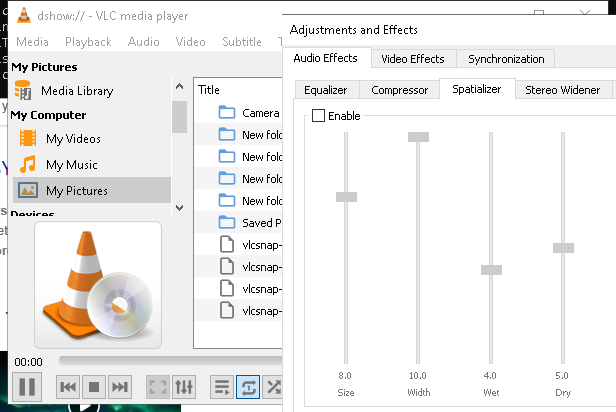 dshow:// - VLC media player
Media Playback Audio Video Subtitle
My Pictures
Media Library
My Computer
My Videos
My Music
My Pictures
Devices
Title
Camera
New fold
New fold
New fold
New fold
Saved P
vlcsnap-
vlcsnap-
vlcsnap-
vlcsnap-
00:00
Adjustments and Effects
Audio Effects Video Effects Synchronization
Equalizer Compressor Spatializer Stereo Widener
Enable
8.0 10.0 4.0 5.0
Size Width Wet Dry